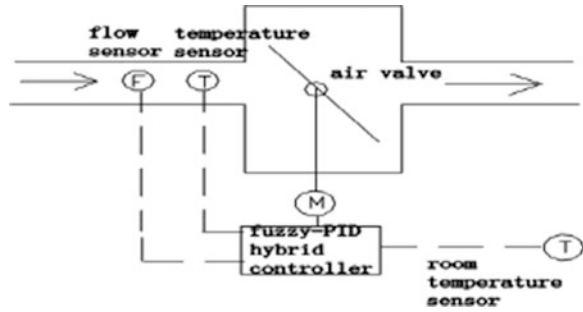 flow temperature
sensor sensor
F T
air valve
M
fuzzy-PID
hybrid
controller
T
room
temperature
sensor